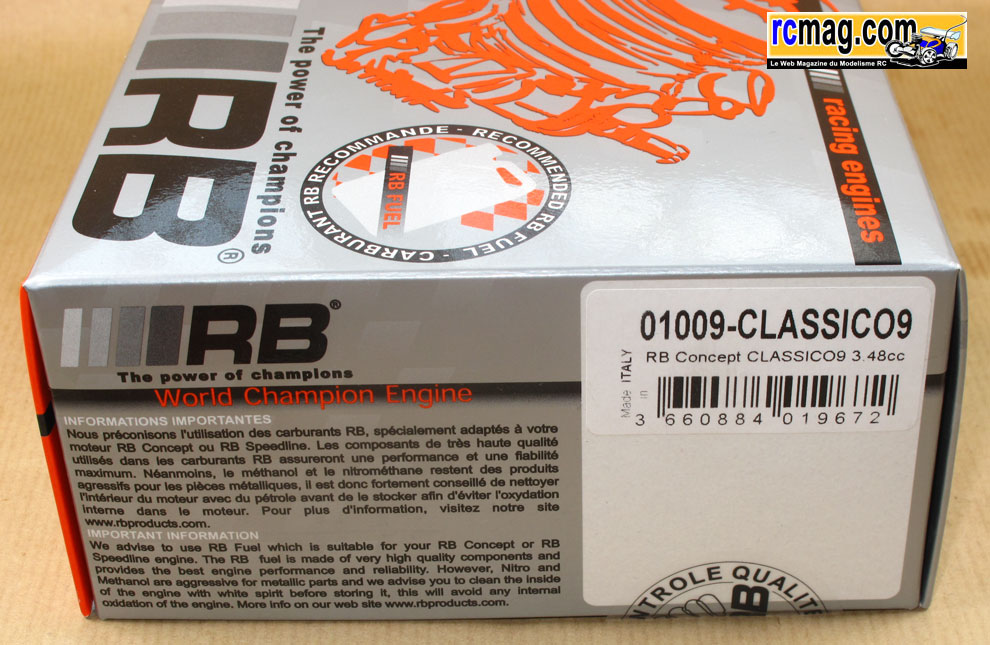 rcmag.com
Le Web Magazine du Modelisme RC
racing engines
The power of champions
RB®
CARBURANT RB RECOMMANDE - RECOMMENDED RB FUEL -
RB FUEL
RB®
The power of champions
World Champion Engine
INFORMATIONS IMPORTANTES
Nous préconisons l'utilisation des carburants RB, spécialement adaptés à votre
moteur RB Concept ou RB Speedline. Les composants de très haute qualité
utilisés dans les carburants RB assureront une performance et une fiabilité
maximum. Néanmoins, le méthanol et le nitrométhane restent des produits
agressifs pour les pièces métalliques, il est donc fortement conseillé de nettoyer
l'intérieur du moteur avec du pétrole avant de le stocker afin d'éviter l'oxydation
interne dans le moteur. Pour plus d'information, visitez notre site
www.rbproducts.com.
IMPORTANT INFORMATION
We advise to use RB Fuel which is suitable for your RB Concept or RB
Speedline engine. The RB fuel is made of very high quality components and
provides the best engine performance and reliability. However, Nitro and
Methanol are aggressive for metallic parts and we advise you to clean the inside
of the engine with white spirit before storing it, this will avoid any internal
oxidation of the engine. More info on our web site www.rbproducts.com.
01009-CLASSICO9
RB Concept CLASSICO9 3.48cc
Made in ITALY
3 660884 019672
NTROLE QUALITE
RB